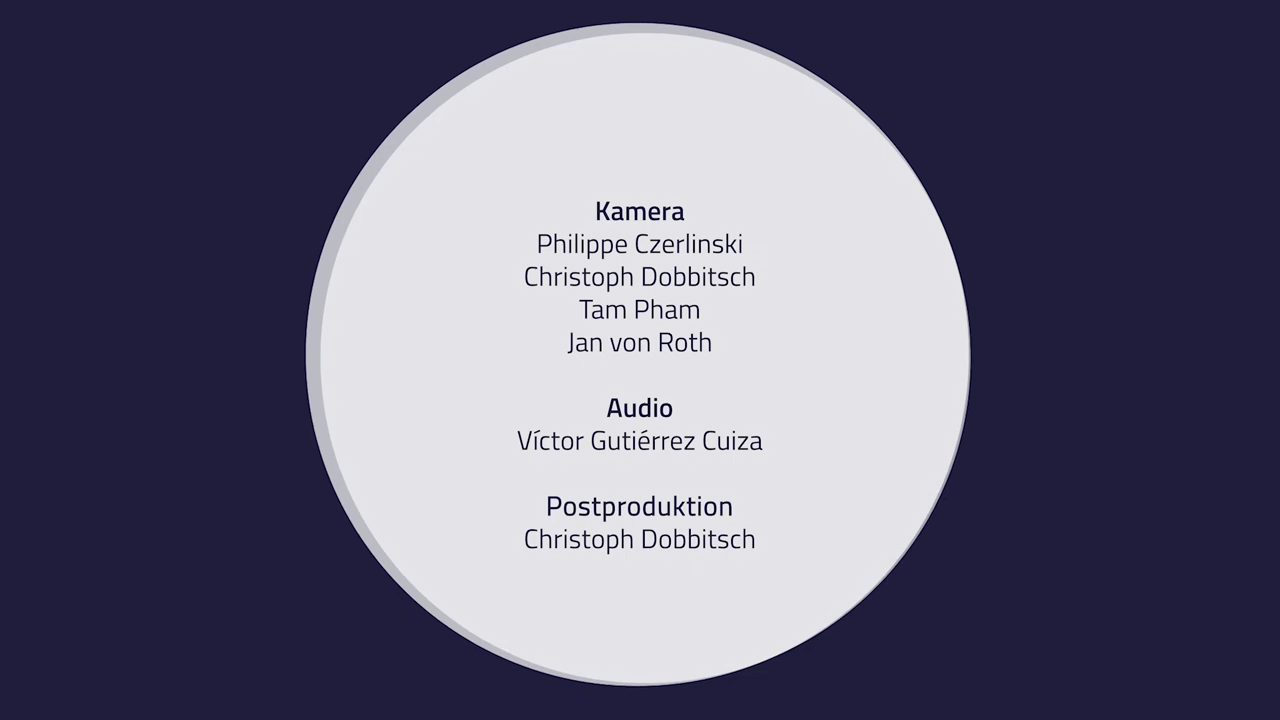 Kamera
Philippe Czerlinski
Christoph Dobbitsch
Tam Pham
Jan von Roth
Audio
Víctor Gutiérrez Cuiza
Postproduktion
Christoph Dobbitsch